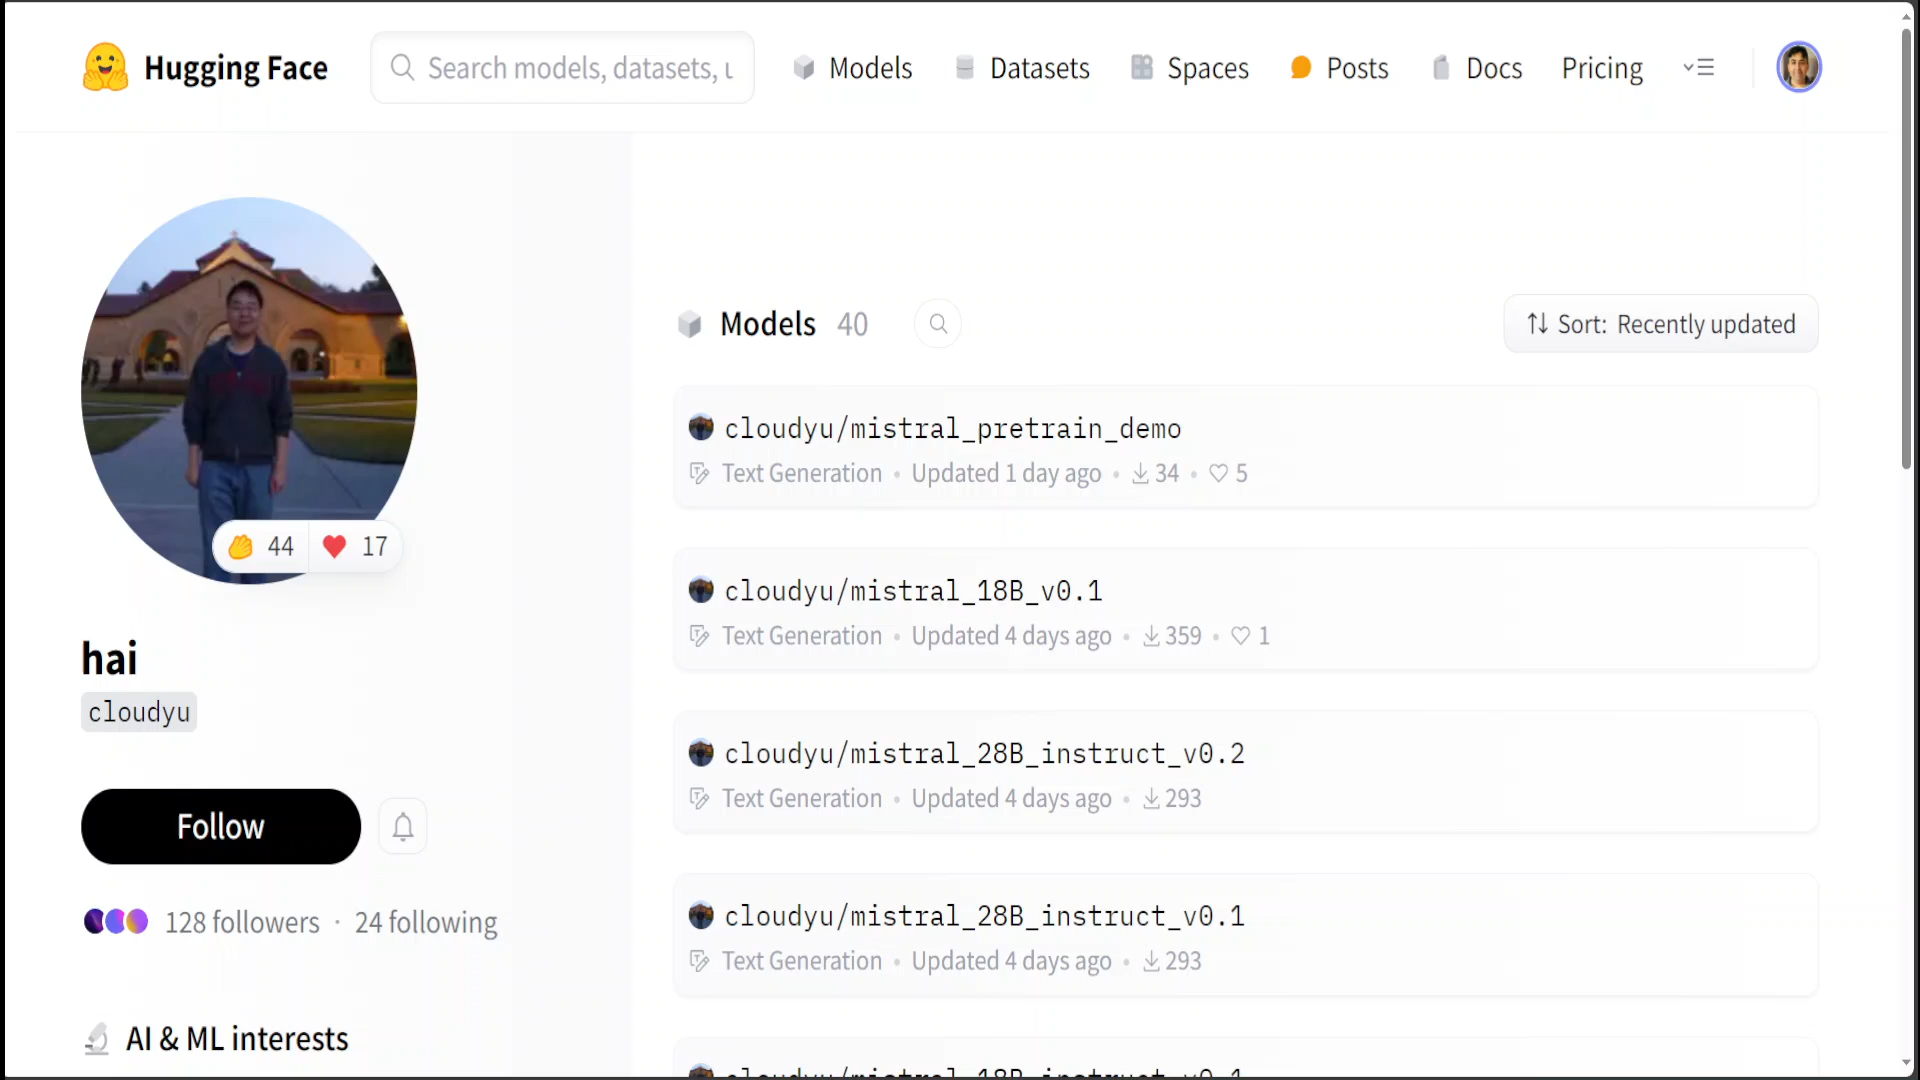 Hugging Face
Search models, datasets, u
Models
Datasets
Spaces
Posts
Docs
Pricing
44
17
hai
cloudyu
Follow
128 followers · 24 following
AI & ML interests
Models 40
Sort: Recently updated
cloudyu/mistral_pretrain_demo
Text Generation • Updated 1 day ago • 34 • 5
cloudyu/mistral_18B_v0.1
Text Generation • Updated 4 days ago • 359 • 1
cloudyu/mistral_28B_instruct_v0.2
Text Generation • Updated 4 days ago • 293
cloudyu/mistral_28B_instruct_v0.1
Text Generation • Updated 4 days ago • 293